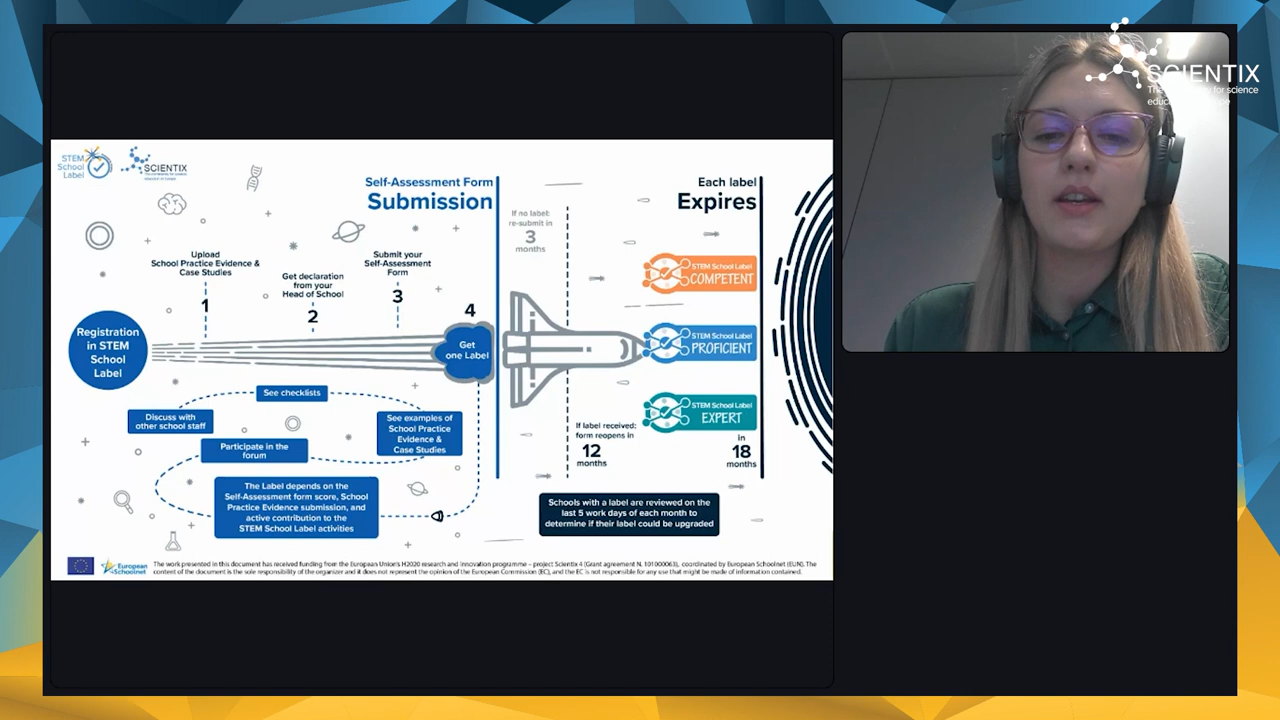 SCIENTIX
STEM
School
Label
SCIENTIX
Self-Assessment Form
Submission
Each label
Expires
If no label:
re-submit in
3
months
Upload
School Practice Evidence &
Case Studies
1
Get declaration
from your
Head of School
2
Submit your
Self-Assessment
Form
3
4
STEM School Label
COMPETENT
Registration
in STEM
School
Label
Get
one Label
STEM School Label
PROFICIENT
STEM School Label
EXPERT
See checklists
Discuss with
other school staff
See examples of
School Practice
Evidence &
Case Studies
Participate in the
forum
If label received:
form reopens in
12
months
In
18
months
The Label depends on the
Self-Assessment form score, School
Practice Evidence submission, and
active contribution to the
STEM School Label activities
Schools with a label are reviewed on the
last 5 work days of each month to
determine if their label could be upgraded
European
Schoolnet
The work presented in this document has received funding from the European Union's H2020 research and innovation programme – project Scientix 4 (Grant agreement N. 101000063), coordinated by European Schoolnet (EUN). The
content of the document is the sole responsibility of the organizer and it does not represent the opinion of the European Commission (EC), and the EC is not responsible for any use that might be made of information contained.